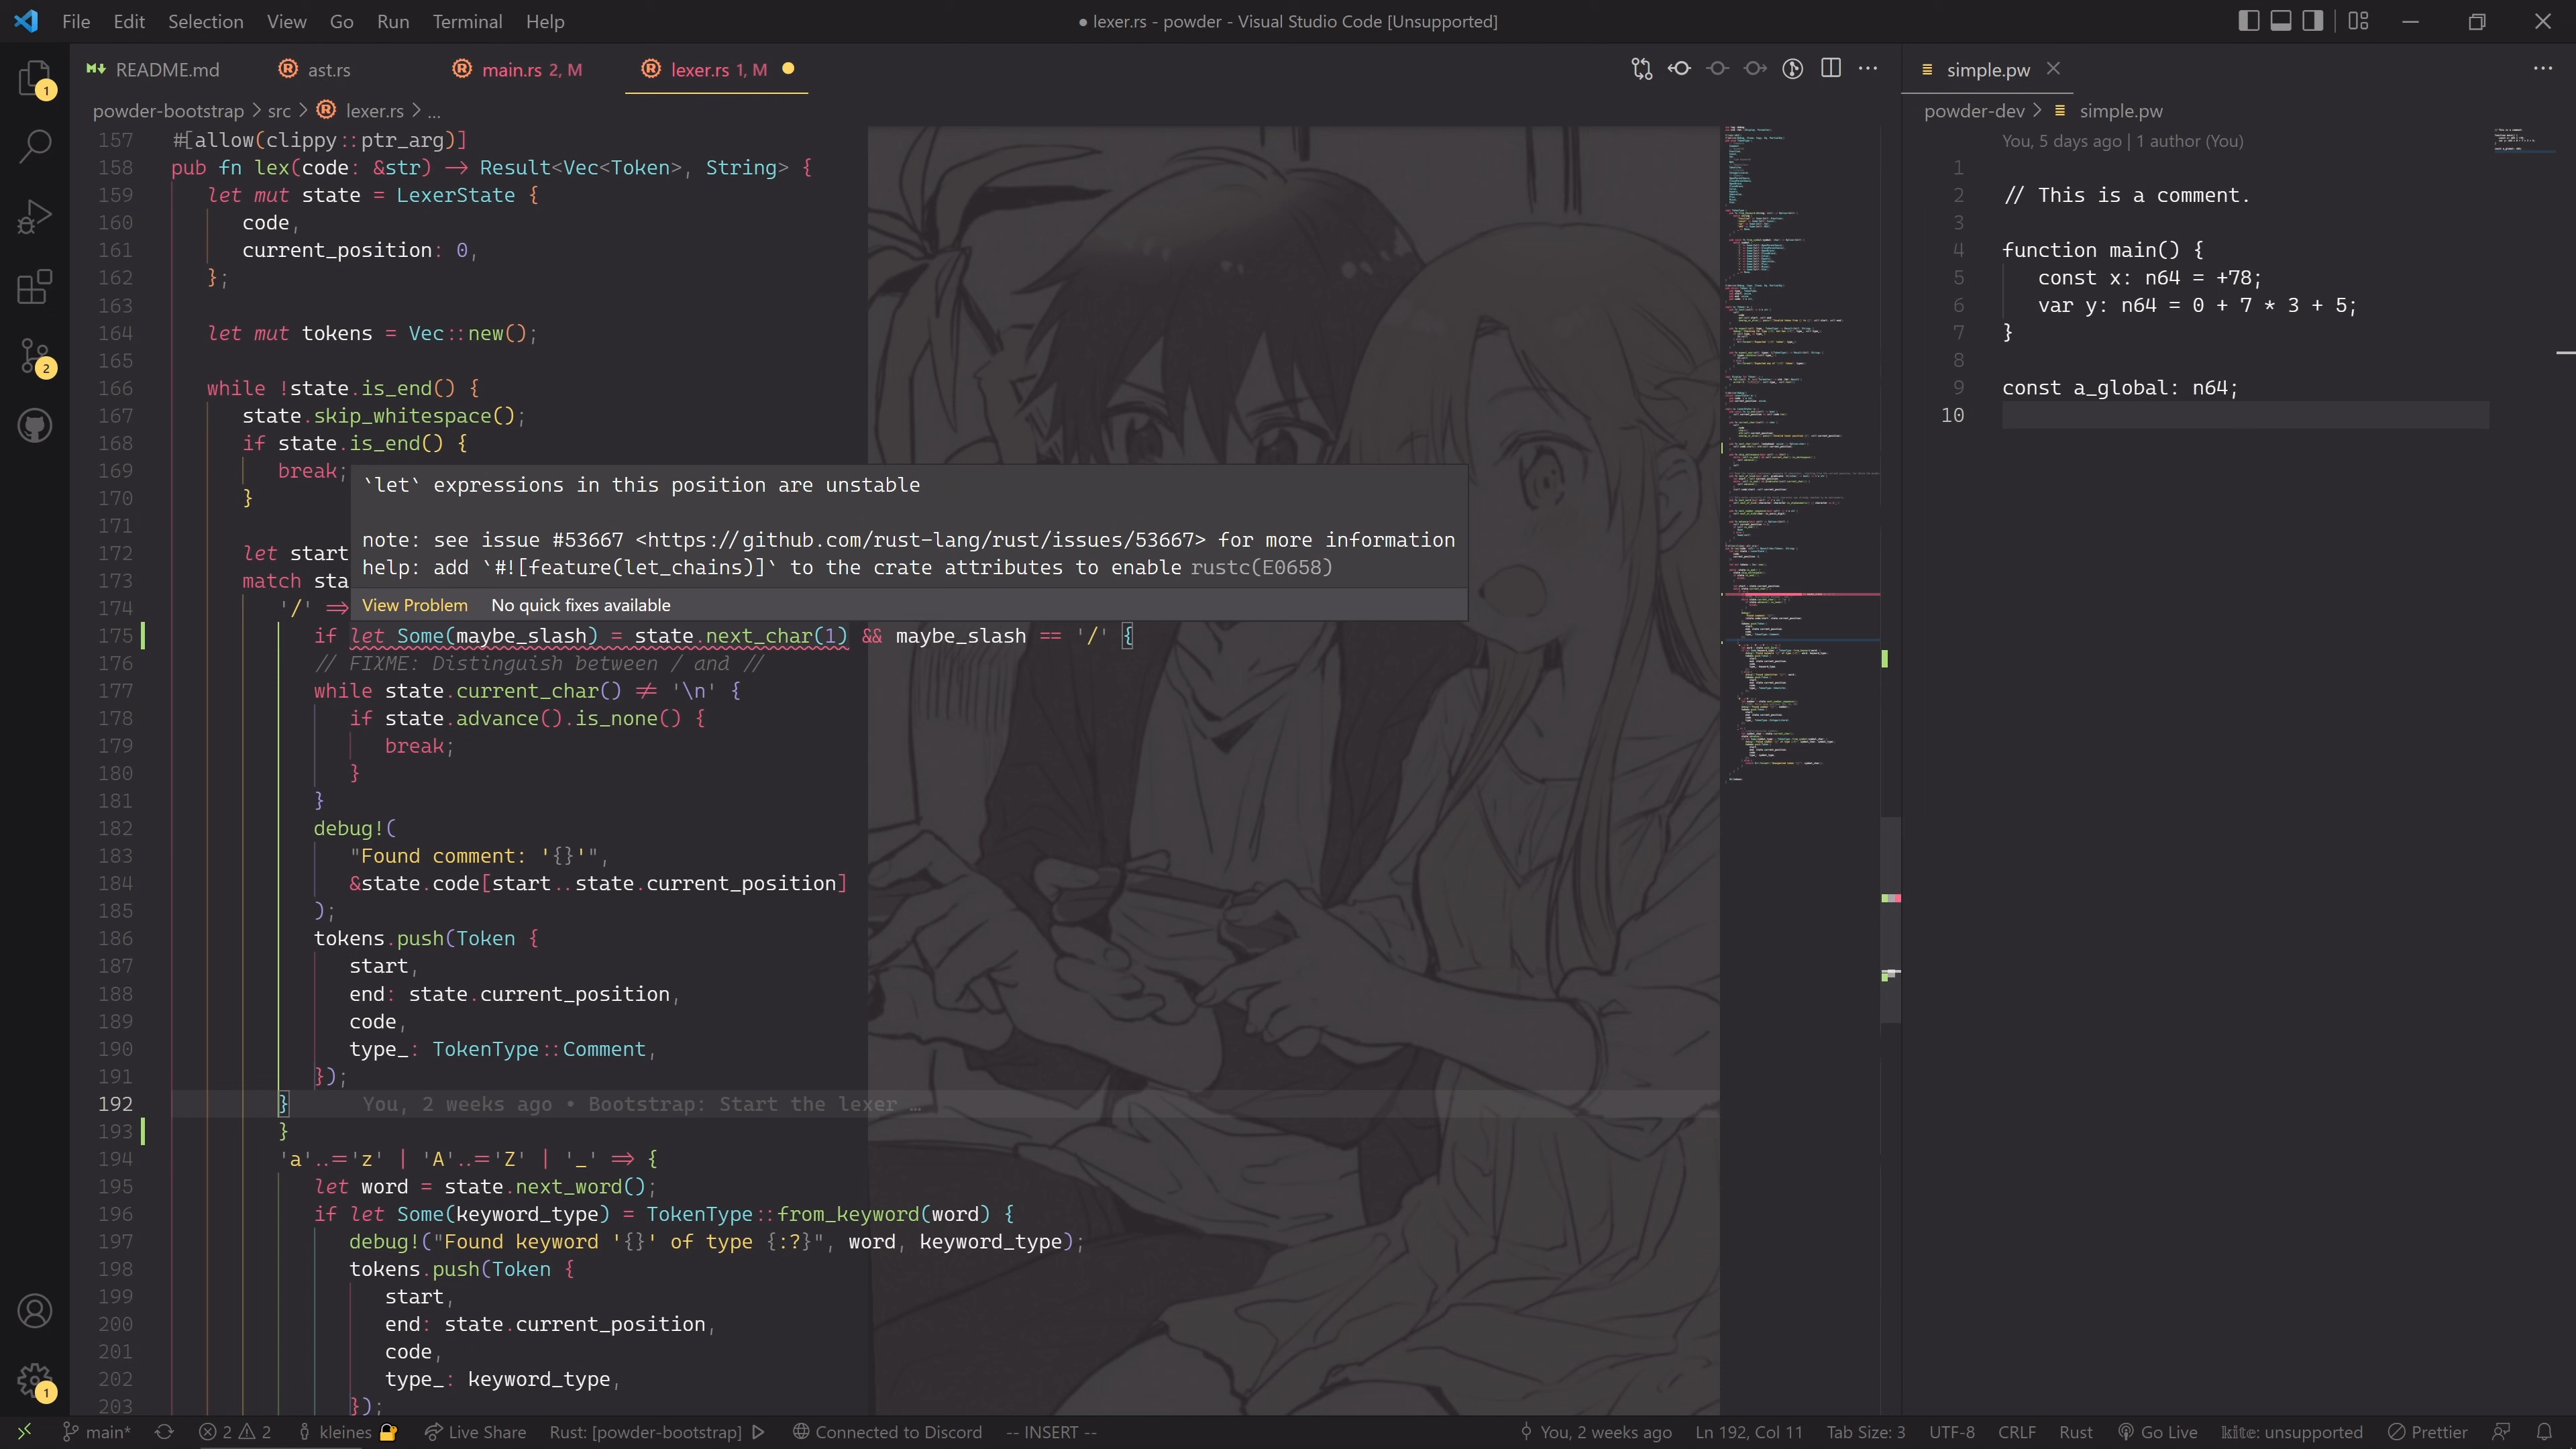 File Edit Selection View Go Run Terminal Help
● lexer.rs - powder - Visual Studio Code [Unsupported]
README.md
ast.rs
main.rs 2, M
lexer.rs 1, M
simple.pw
powder-bootstrap > src > lexer.rs > ...
powder-dev > simple.pw
157 #[allow(clippy::ptr_arg)]
158 pub fn lex(code: &str) -> Result<Vec<Token>, String> {
159 let mut state = LexerState {
160 code,
161 current_position: 0,
162 };
163
164 let mut tokens = Vec::new();
165
166 while !state.is_end() {
167 state.skip_whitespace();
168 if state.is_end() {
169 break;
170 }
171
172 let start
173 match sta
174 '/' =>
`let` expressions in this position are unstable
note: see issue #53667 <https://github.com/rust-lang/rust/issues/53667> for more information
help: add `#![feature(let_chains)]` to the crate attributes to enable rustc(E0658)
View Problem No quick fixes available
175 if let Some(maybe_slash) = state.next_char(1) && maybe_slash == '/' {
176 // FIXME: Distinguish between / and //
177 while state.current_char() != '\n' {
178 if state.advance().is_none() {
179 break;
180 }
181 }
182 debug!(
183 "Found comment: '{}'",
184 &state.code[start..state.current_position]
185 );
186 tokens.push(Token {
187 start,
188 end: state.current_position,
189 code,
190 type_: TokenType::Comment,
191 });
192 } You, 2 weeks ago • Bootstrap: Start the lexer …
193 }
194 'a'..='z' | 'A'..='Z' | '_' => {
195 let word = state.next_word();
196 if let Some(keyword_type) = TokenType::from_keyword(word) {
197 debug!("Found keyword '{}' of type {:?}", word, keyword_type);
198 tokens.push(Token {
199 start,
200 end: state.current_position,
201 code,
202 type_: keyword_type,
203 });
You, 5 days ago | 1 author (You)
1
2 // This is a comment.
3
4 function main() {
5 const x: n64 = +78;
6 var y: n64 = 0 + 7 * 3 + 5;
7 }
8
9 const a_global: n64;
10
1
2
1
main* 2 2 kleines Live Share Rust: [powder-bootstrap] Connected to Discord -- INSERT -- You, 2 weeks ago Ln 192, Col 11 Tab Size: 3 UTF-8 CRLF Rust Go Live kite: unsupported Prettier